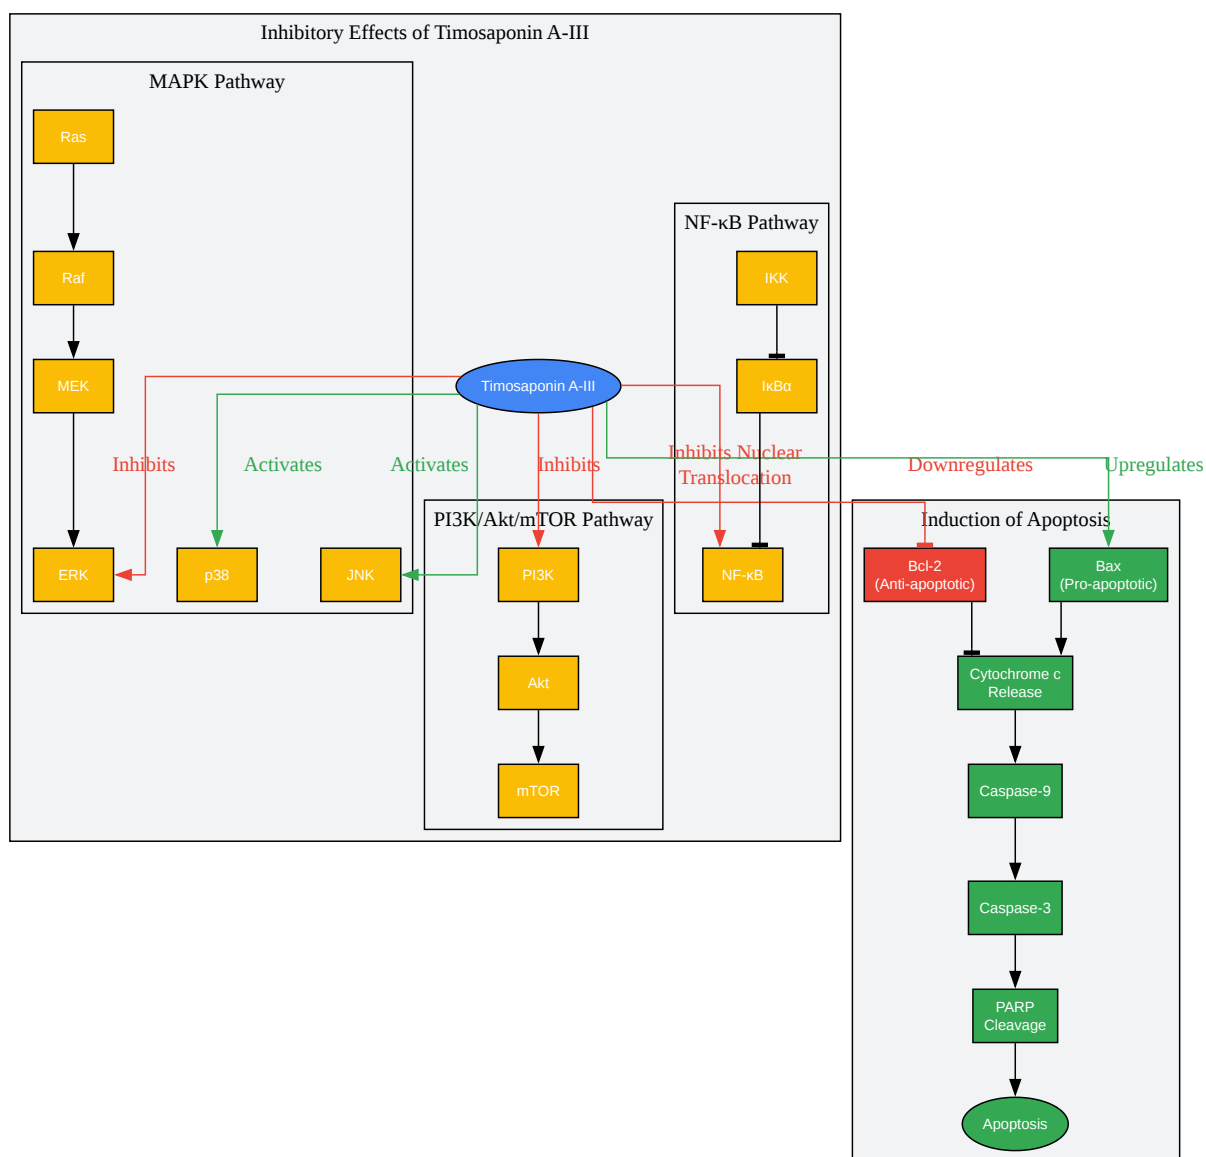 Inhibitory Effects of Timosaponin A-III
MAPK Pathway
Ras
Raf
MEK
ERK
p38
JNK
NF-κB Pathway
IKK
IκBα
NF-κB
Timosaponin A-III
Inhibits
Activates
Activates
Inhibits
Inhibits Nuclear
Translocation
Downregulates
Upregulates
PI3K/Akt/mTOR Pathway
PI3K
Akt
mTOR
Induction of Apoptosis
Bcl-2
(Anti-apoptotic)
Bax
(Pro-apoptotic)
Cytochrome c
Release
Caspase-9
Caspase-3
PARP
Cleavage
Apoptosis